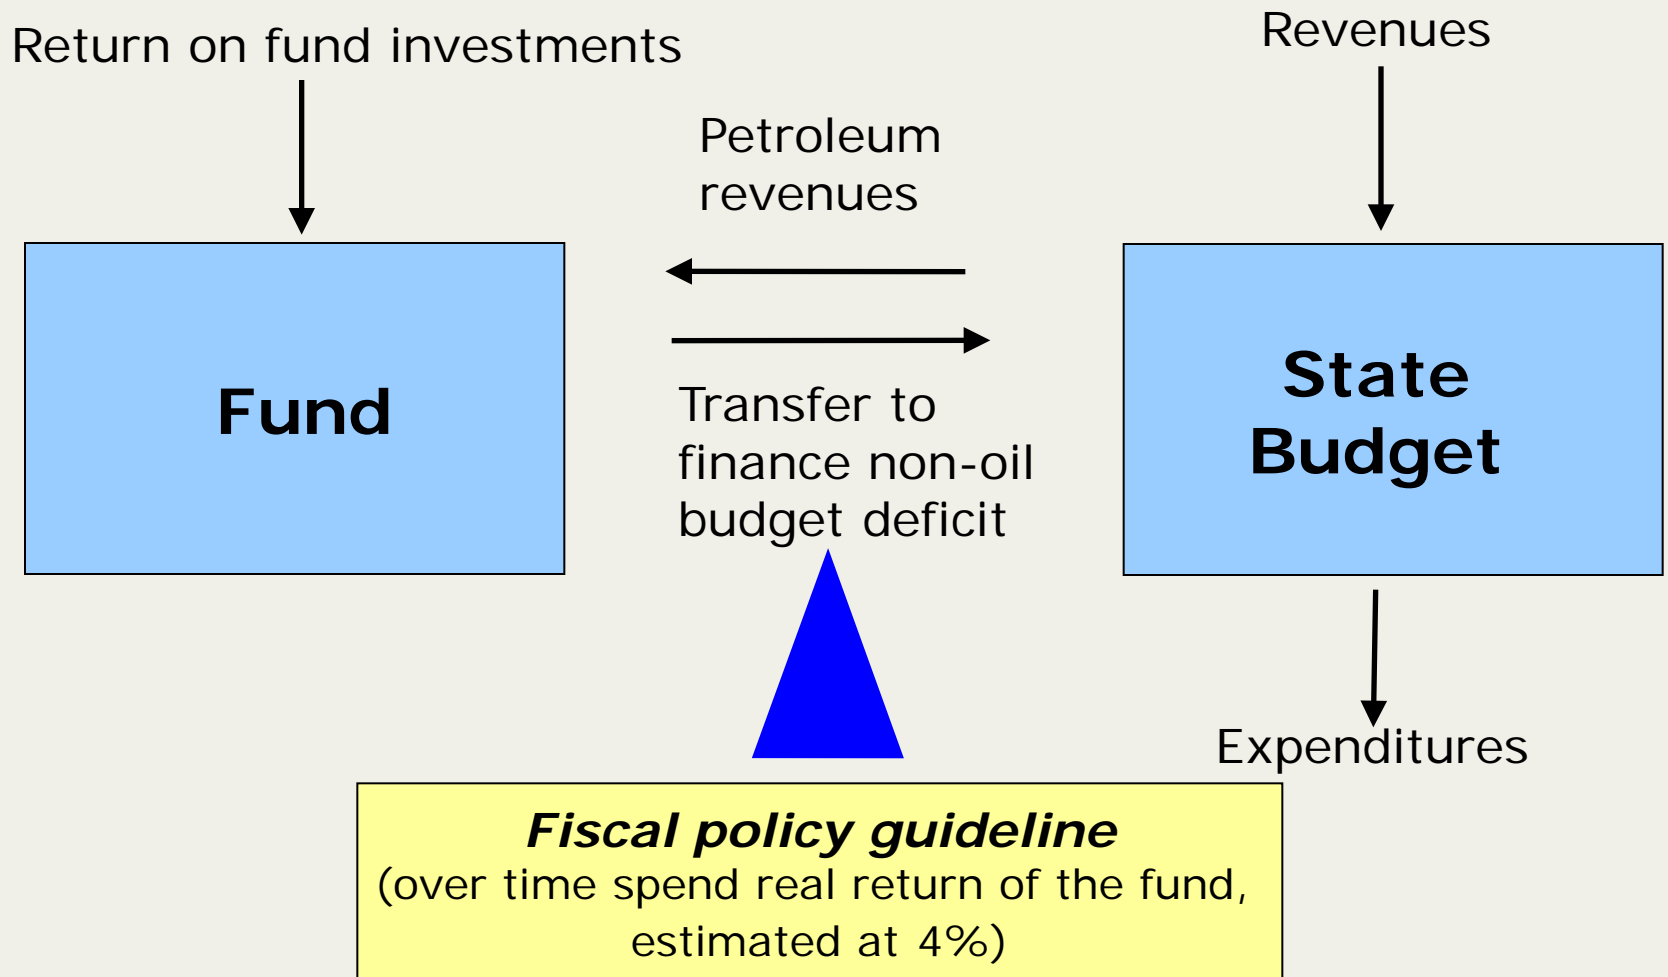 Return on fund investments
Revenues
Petroleum
revenues
Fund
Transfer to
finance non-oil
budget deficit
State
Budget
Expenditures
Fiscal policy guideline
(over time spend real return of the fund,
estimated at 4%)